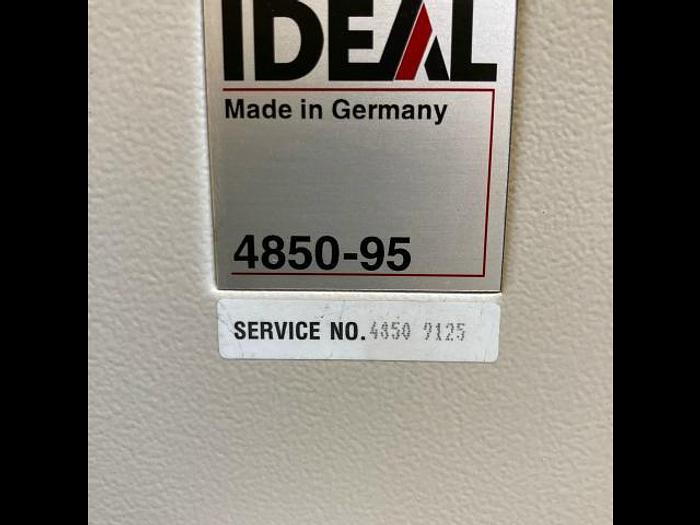 IDEAL
Made in Germany
4850-95
SERVICE NO. 4850 9125